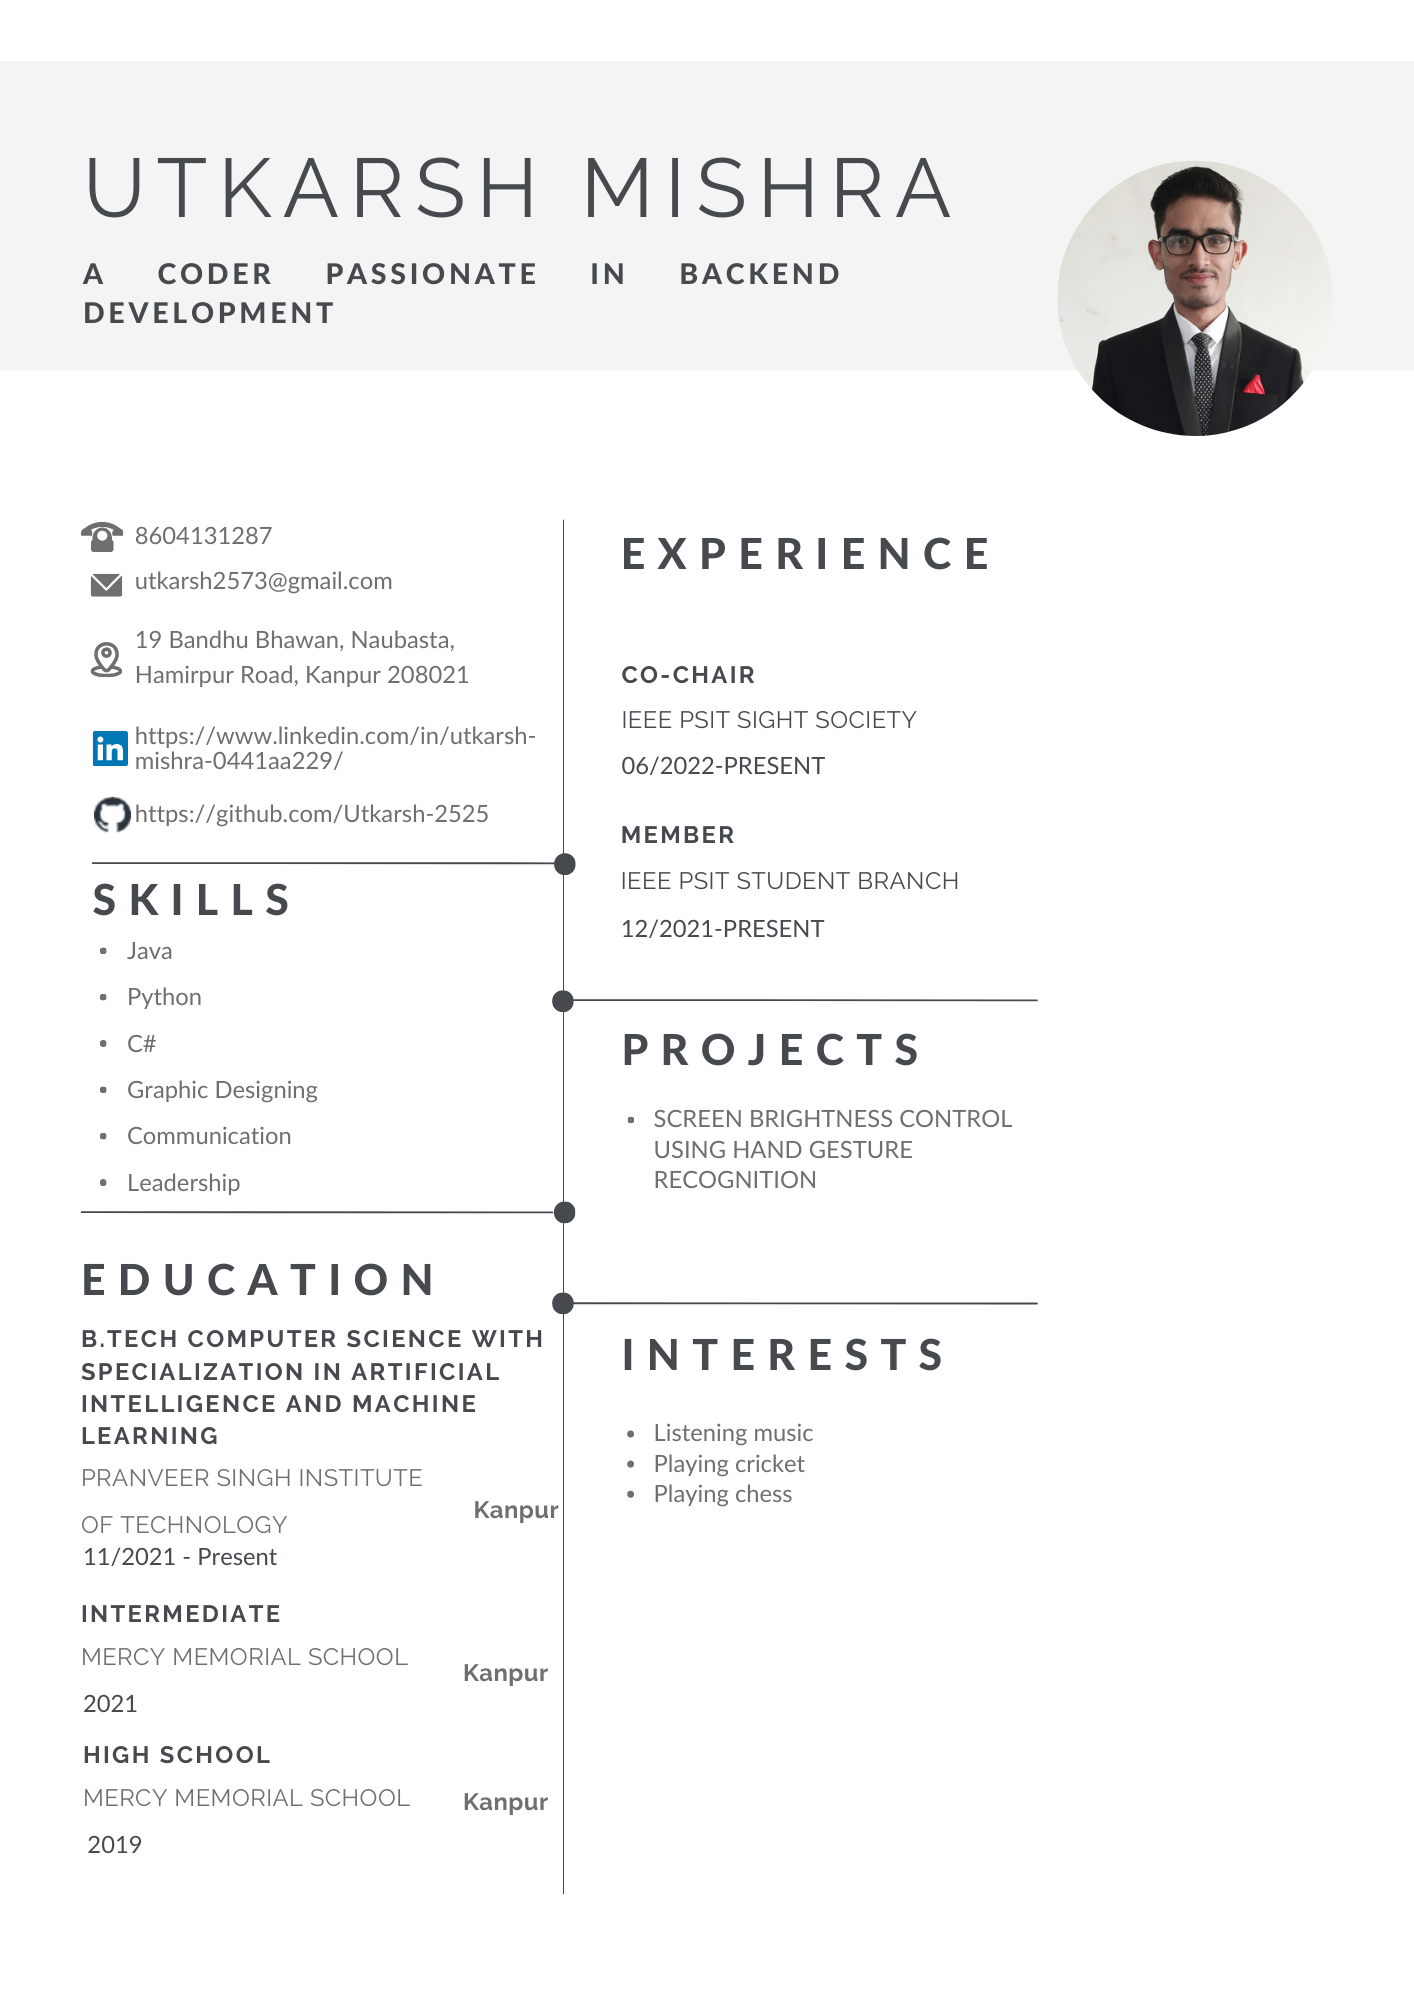 UTKARSH MISHRA
A CODER PASSIONATE IN BACKEND
DEVELOPMENT
8604131287
utkarsh2573@gmail.com
19 Bandhu Bhawan, Naubasta,
Hamirpur Road, Kanpur 208021
https://www.linkedin.com/in/utkarsh-
mishra-0441aa229/
https://github.com/Utkarsh-2525
SKILLS
• Java
• Python
• C#
• Graphic Designing
• Communication
• Leadership
EDUCATION
B.TECH COMPUTER SCIENCE WITH
SPECIALIZATION IN ARTIFICIAL
INTELLIGENCE AND MACHINE
LEARNING
PRANVEER SINGH INSTITUTE
Kanpur
OF TECHNOLOGY
11/2021 - Present
INTERMEDIATE
MERCY MEMORIAL SCHOOL
Kanpur
2021
HIGH SCHOOL
MERCY MEMORIAL SCHOOL
Kanpur
2019
EXPERIENCE
CO-CHAIR
IEEE PSIT SIGHT SOCIETY
06/2022-PRESENT
MEMBER
IEEE PSIT STUDENT BRANCH
12/2021-PRESENT
PROJECTS
• SCREEN BRIGHTNESS CONTROL
USING HAND GESTURE
RECOGNITION
INTERESTS
• Listening music
• Playing cricket
• Playing chess